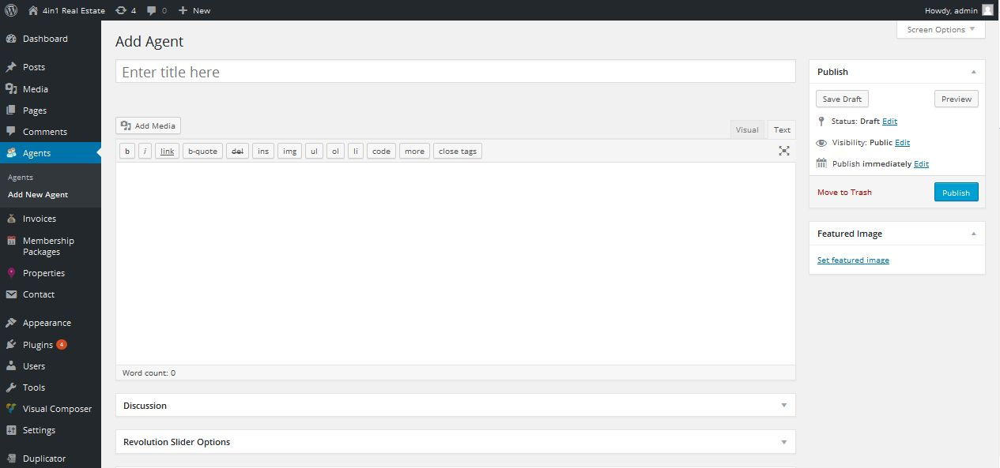 4in1 Real Estate 4 0 New Howdy, admin
Screen Options
Dashboard
Posts
Media
Pages
Comments
Agents
Agents
Add New Agent
Invoices
Membership
Packages
Properties
Contact
Appearance
Plugins 4
Users
Tools
Visual Composer
Settings
Duplicator
Add Agent
Enter title here
Add Media
Visual Text
b i link b-quote del ins img ul ol li code more close tags
Word count: 0
Discussion
Revolution Slider Options
Publish
Save Draft Preview
Status: Draft Edit
Visibility: Public Edit
Publish immediately Edit
Move to Trash Publish
Featured Image
Set featured image